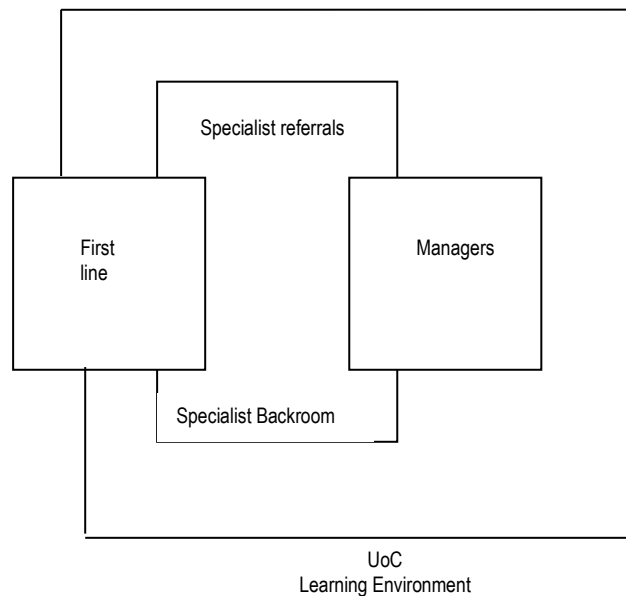 Specialist referrals
First
line
Managers
Specialist Backroom
UoC
Learning Environment